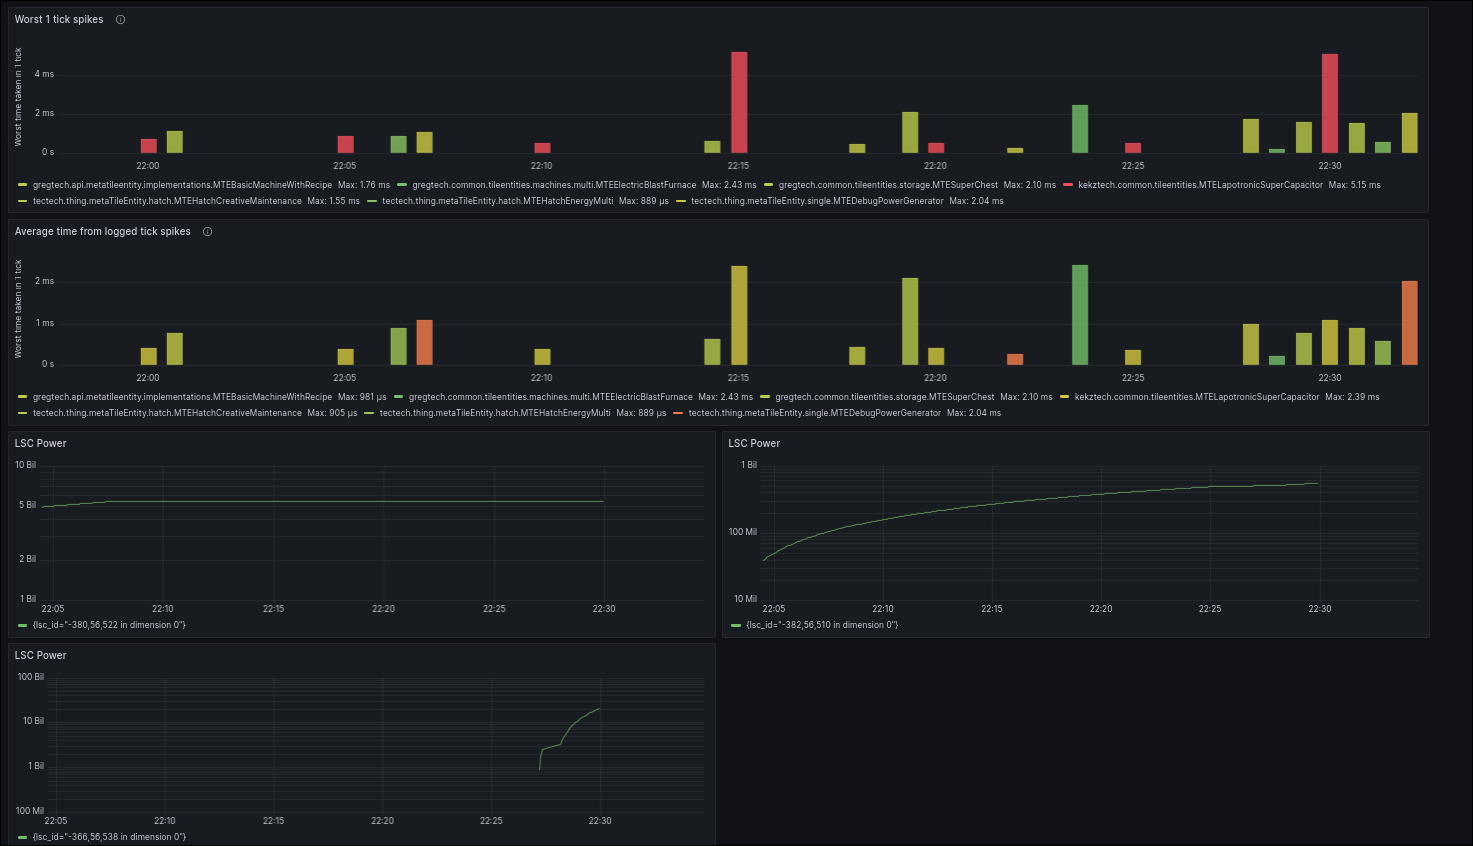 Worst 1 tick spikes
Worst time taken in 1 tick
4 ms
2 ms
0 s
22:00 22:05 22:10 22:15 22:20 22:25 22:30
gregtech.api.metatileentity.implementations.MTEBasicMachineWithRecipe Max: 1.76 ms gregtech.common.tileentities.machines.multi.MTEElectricBlastFurnace Max: 2.43 ms gregtech.common.tileentities.storage.MTESuperChest Max: 2.10 ms kekztech.common.tileentities.MTELapotronicSuperCapacitor Max: 5.15 ms
tectech.thing.metaTileEntity.hatch.MTEHatchCreativeMaintenance Max: 1.55 ms tectech.thing.metaTileEntity.hatch.MTEHatchEnergyMulti Max: 889 µs tectech.thing.metaTileEntity.single.MTEDebugPowerGenerator Max: 2.04 ms
Average time from logged tick spikes
Worst time taken in 1 tick
2 ms
1 ms
0 s
22:00 22:05 22:10 22:15 22:20 22:25 22:30
gregtech.api.metatileentity.implementations.MTEBasicMachineWithRecipe Max: 981 µs gregtech.common.tileentities.machines.multi.MTEElectricBlastFurnace Max: 2.43 ms gregtech.common.tileentities.storage.MTESuperChest Max: 2.10 ms kekztech.common.tileentities.MTELapotronicSuperCapacitor Max: 2.39 ms
tectech.thing.metaTileEntity.hatch.MTEHatchCreativeMaintenance Max: 905 µs tectech.thing.metaTileEntity.hatch.MTEHatchEnergyMulti Max: 889 µs tectech.thing.metaTileEntity.single.MTEDebugPowerGenerator Max: 2.04 ms
LSC Power
10 Bil
5 Bil
2 Bil
1 Bil
22:05 22:10 22:15 22:20 22:25 22:30
{lsc_id="-380,56,522 in dimension 0"}
LSC Power
1 Bil
100 Mil
10 Mil
22:05 22:10 22:15 22:20 22:25 22:30
{lsc_id="-382,56,510 in dimension 0"}
LSC Power
100 Bil
10 Bil
1 Bil
100 Mil
22:05 22:10 22:15 22:20 22:25 22:30
{lsc_id="-366,56,538 in dimension 0"}